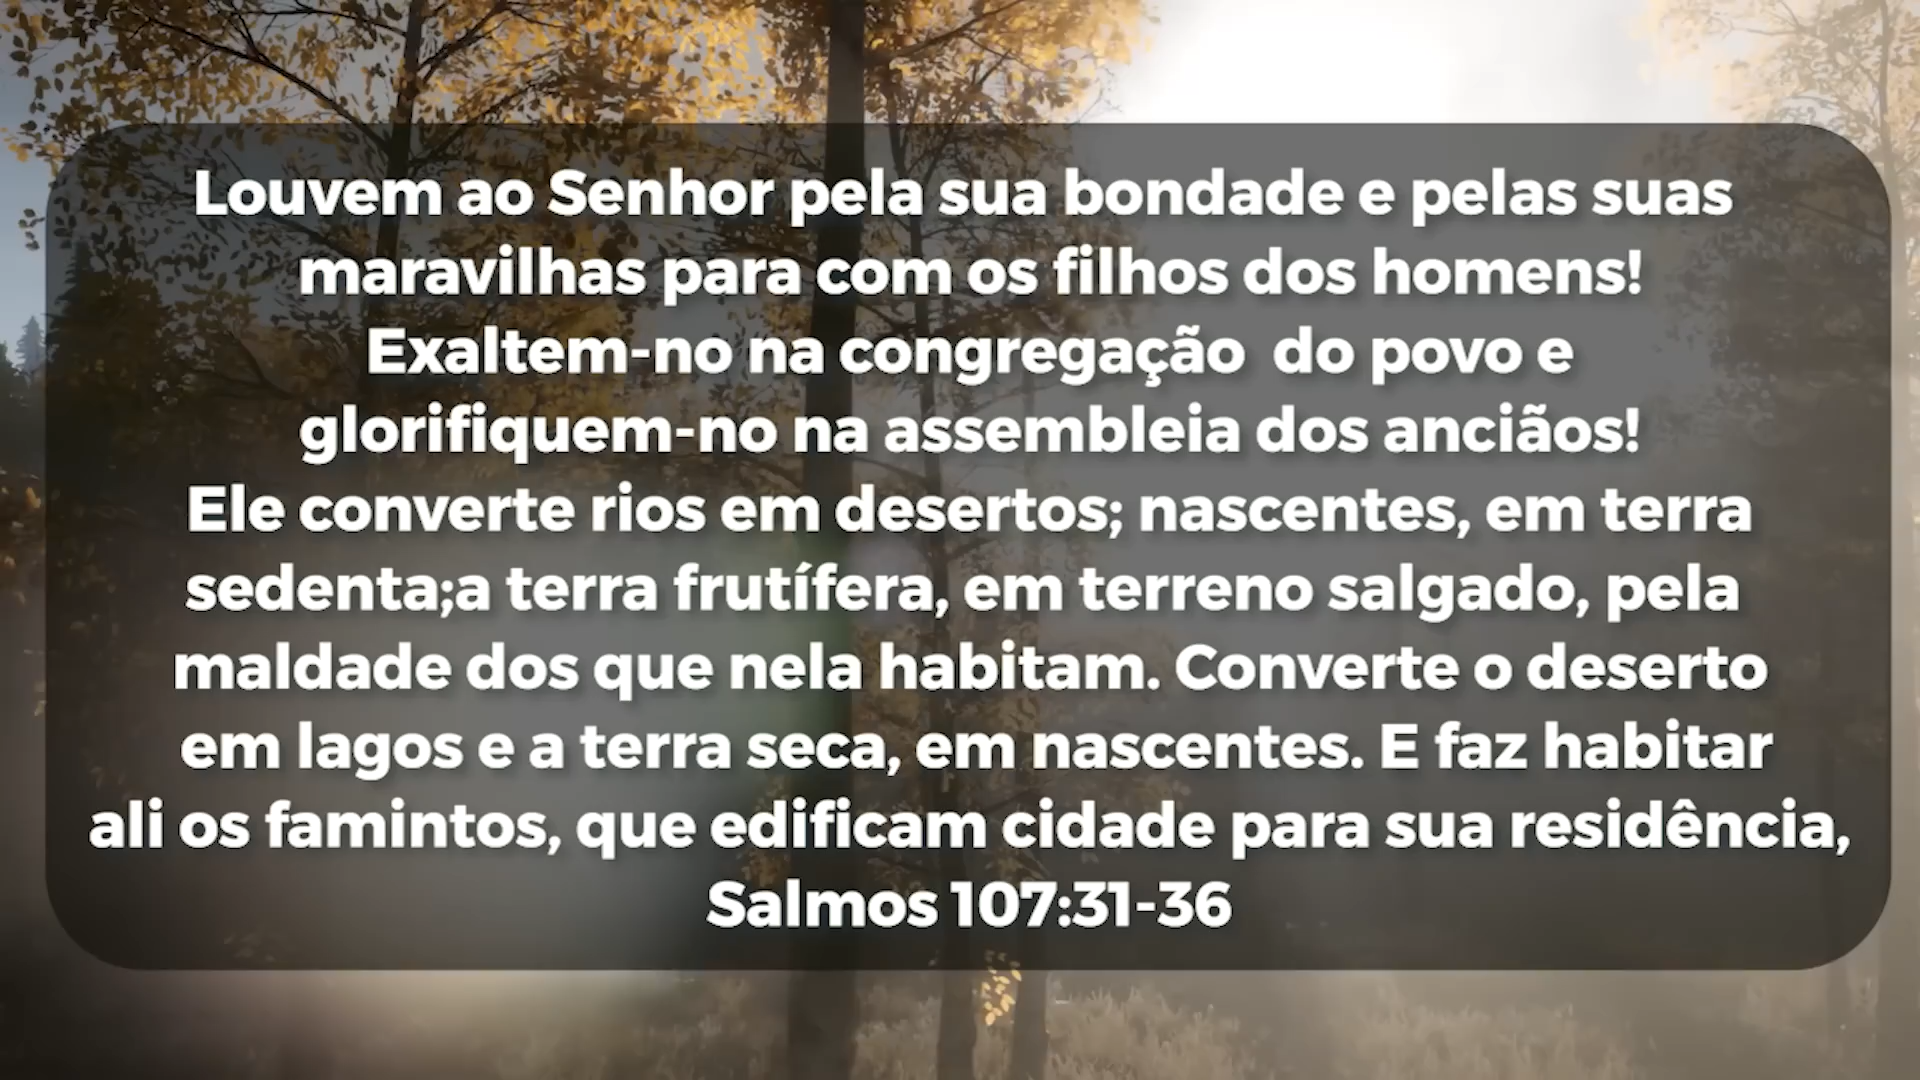 Louvem ao Senhor pela sua bondade e pelas suas
maravilhas para com os filhos dos homens!
Exaltem-no na congregação  do povo e
glorifiquem-no na assembleia dos anciãos!
Ele converte rios em desertos; nascentes, em terra
sedenta;a terra frutífera, em terreno salgado, pela
maldade dos que nela habitam. Converte o deserto
em lagos e a terra seca, em nascentes. E faz habitar
ali os famintos, que edificam cidade para sua residência,
Salmos 107:31-36